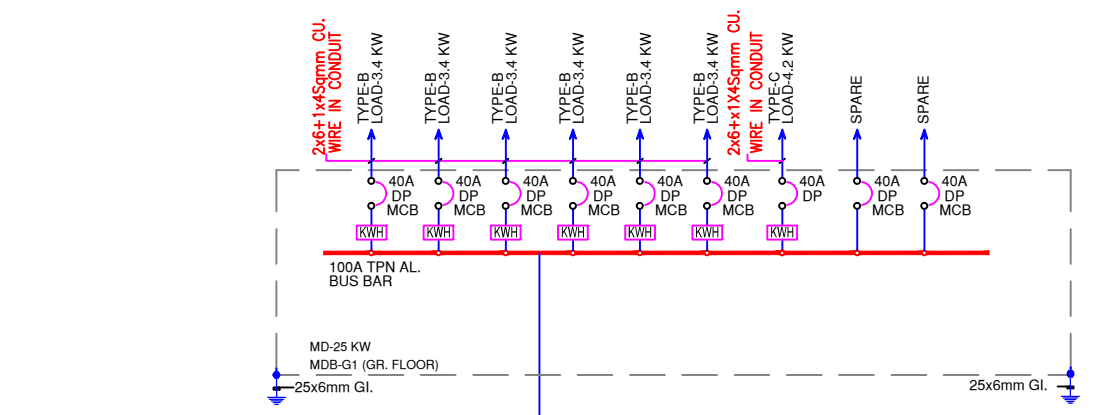 2x6+1x4Sqmm CU.
WIRE IN CONDUIT
TYPE-B
LOAD-3.4 KW
TYPE-B
LOAD-3.4 KW
TYPE-B
LOAD-3.4 KW
TYPE-B
LOAD-3.4 KW
TYPE-B
LOAD-3.4 KW
TYPE-B
LOAD-3.4 KW
2x6+x1X4Sqmm CU.
WIRE IN CONDUIT
TYPE-C
LOAD-4.2 KW
SPARE
SPARE
40A
DP
MCB
40A
DP
MCB
40A
DP
MCB
40A
DP
MCB
40A
DP
MCB
40A
DP
MCB
40A
DP
40A
DP
MCB
40A
DP
MCB
KWH
KWH
KWH
KWH
KWH
KWH
KWH
100A TPN AL.
BUS BAR
MD-25 KW
MDB-G1 (GR. FLOOR)
25x6mm GI.
25x6mm GI.